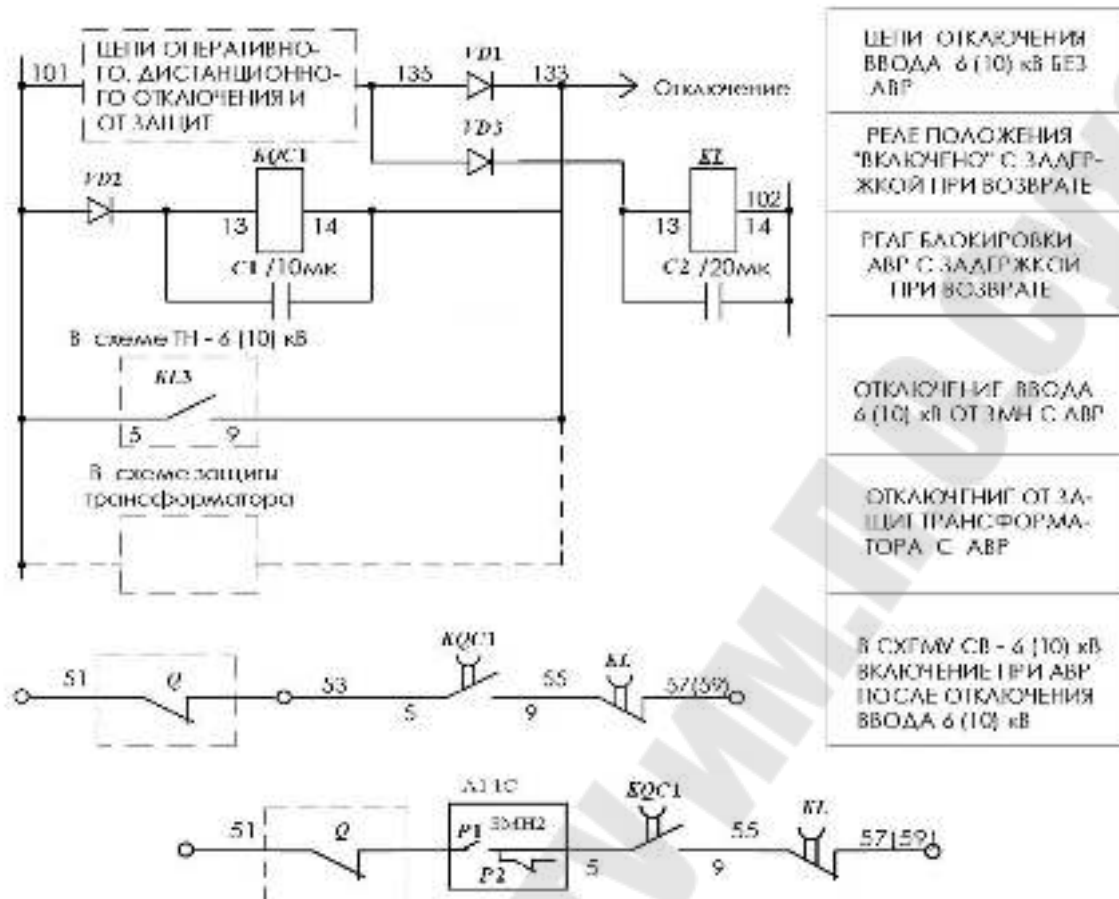 101
ЦЕПИ ОПЕРАТИВНО-
ГО, ДИСТАНЦИОННО-
ГО ОТКЛЮЧЕНИЯ И
ОТ ЗАЩИТ
135
VD1
133
Отключение
VD3
VD2
KQC1
13
14
C1 /10мк
KL
102
13
14
C2 /20мк
В схеме ТН - 6 (10) кВ
KL3
5
9
В схеме защиты
трансформатора
51
Q
53
KQC1
5
9
55
KL
57(59)
51
Q
P1
ЗМН2
P2
5
KQC1
9
55
KL
57(59)
ЦЕПИ ОТКЛЮЧЕНИЯ
ВВОДА 6 (10) кВ БЕЗ
АВР
РЕЛЕ ПОЛОЖЕНИЯ
"ВКЛЮЧЕНО" С ЗАДЕР-
ЖКОЙ ПРИ ВОЗВРАТЕ
РЕЛЕ БЛОКИРОВКИ
АВР С ЗАДЕРЖКОЙ
ПРИ ВОЗВРАТЕ
ОТКЛЮЧЕНИЕ ВВОДА
6 (10) кВ ОТ ЗМН С АВР
ОТКЛЮЧЕНИЕ ОТ ЗА-
ЩИТ ТРАНСФОРМА-
ТОРА С АВР
В СХЕМУ СВ - 6 (10) кВ
ВКЛЮЧЕНИЕ ПРИ АВР
ПОСЛЕ ОТКЛЮЧЕНИЯ
ВВОДА 6 (10) кВ